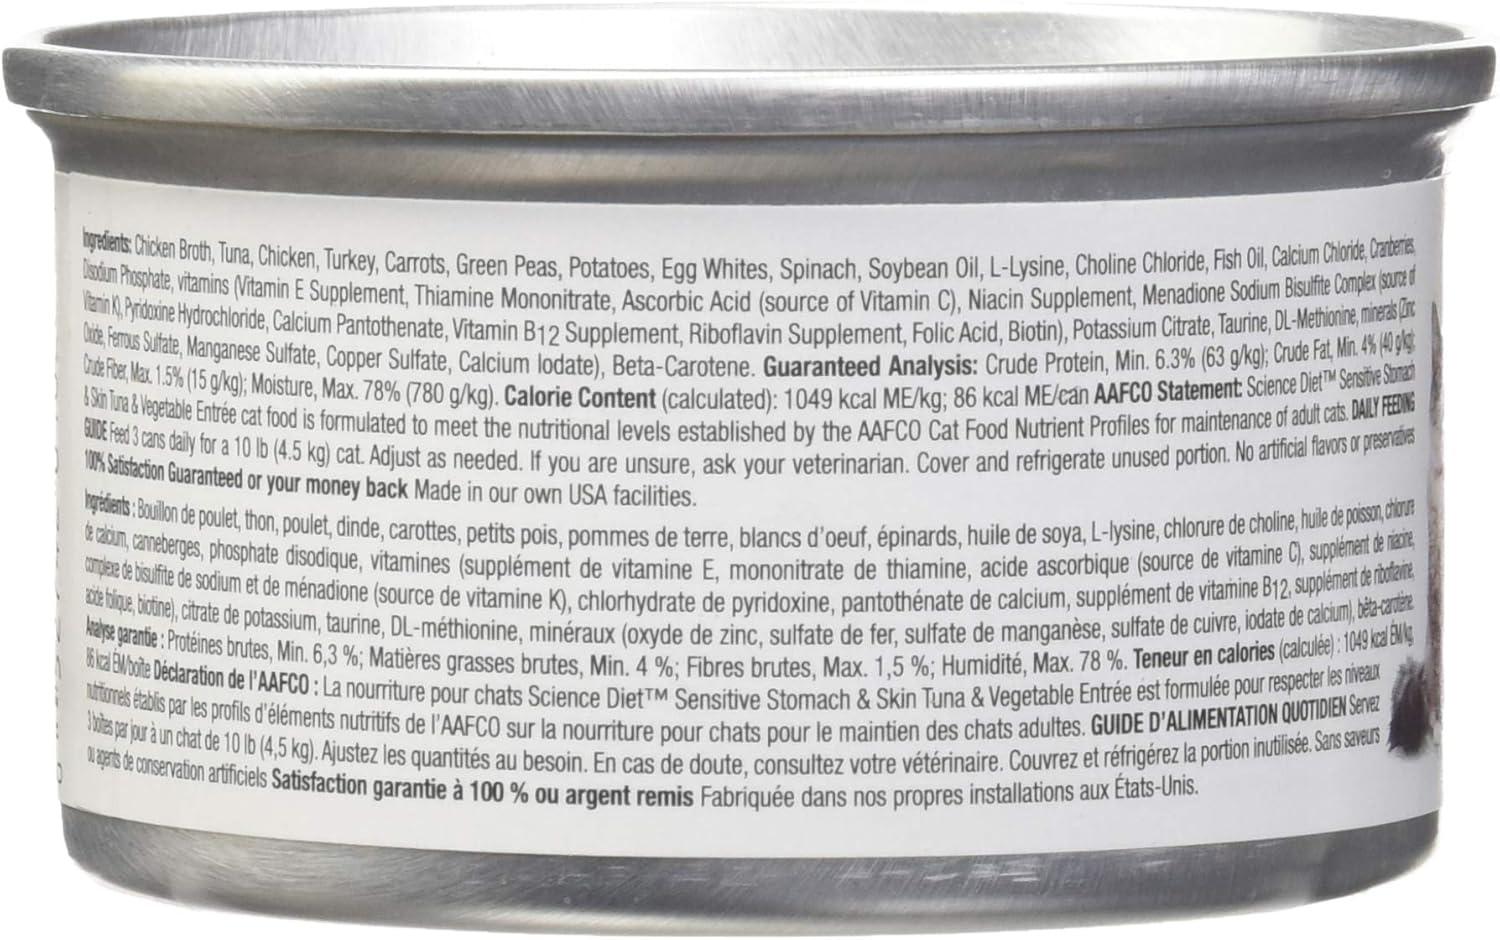 Ingredients: Chicken Broth, Tuna, Chicken, Turkey, Carrots, Green Peas, Potatoes, Egg Whites, Spinach, Soybean Oil, L-Lysine, Choline Chloride, Fish Oil, Calcium Chloride, Cranberries,
Disodium Phosphate, vitamins (Vitamin E Supplement, Thiamine Mononitrate, Ascorbic Acid (source of Vitamin C), Niacin Supplement, Menadione Sodium Bisulfite Complex (source of
Vitamin K), Pyridoxine Hydrochloride, Calcium Pantothenate, Vitamin B12 Supplement, Riboflavin Supplement, Folic Acid, Biotin), Potassium Citrate, Taurine, DL-Methionine, minerals (Zinc
Oxide, Ferrous Sulfate, Manganese Sulfate, Copper Sulfate, Calcium Iodate), Beta-Carotene. Guaranteed Analysis: Crude Protein, Min. 6.3% (63 g/kg); Crude Fat, Min. 4% (40 g/kg);
Crude Fiber, Max. 1.5% (15 g/kg); Moisture, Max. 78% (780 g/kg). Calorie Content (calculated): 1049 kcal ME/kg; 86 kcal ME/can AAFCO Statement: Science Diet™ Sensitive Stomach
& Skin Tuna & Vegetable Entrée cat food is formulated to meet the nutritional levels established by the AAFCO Cat Food Nutrient Profiles for maintenance of adult cats. DAILY FEEDING
GUIDE Feed 3 cans daily for a 10 lb (4.5 kg) cat. Adjust as needed. If you are unsure, ask your veterinarian. Cover and refrigerate unused portion. No artificial flavors or preservatives
100% Satisfaction Guaranteed or your money back Made in our own USA facilities.
Ingrédients : Bouillon de poulet, thon, poulet, dinde, carottes, petits pois, pommes de terre, blancs d'oeuf, épinards, huile de soya, L-lysine, chlorure de choline, huile de poisson, chlorure
de calcium, canneberges, phosphate disodique, vitamines (supplément de vitamine E, mononitrate de thiamine, acide ascorbique (source de vitamine C), supplément de niacine,
complexe de bisulfite de sodium et de ménadione (source de vitamine K), chlorhydrate de pyridoxine, pantothénate de calcium, supplément de vitamine B12, supplément de riboflavine,
acide folique, biotine), citrate de potassium, taurine, DL-méthionine, minéraux (oxyde de zinc, sulfate de fer, sulfate de manganèse, sulfate de cuivre, iodate de calcium), bêta-carotène.
Analyse garantie : Protéines brutes, Min. 6,3 %; Matières grasses brutes, Min. 4 %; Fibres brutes, Max. 1,5 %; Humidité, Max. 78 %. Teneur en calories (calculée) : 1049 kcal ÉM/kg,
86 kcal ÉM/boîte Déclaration de l'AAFCO : La nourriture pour chats Science Diet™ Sensitive Stomach & Skin Tuna & Vegetable Entrée est formulée pour respecter les niveaux
nutritionnels établis par les profils d'éléments nutritifs de l'AAFCO sur la nourriture pour chats pour le maintien des chats adultes. GUIDE D'ALIMENTATION QUOTIDIEN Servez
3 boîtes par jour à un chat de 10 lb (4,5 kg). Ajustez les quantités au besoin. En cas de doute, consultez votre vétérinaire. Couvrez et réfrigérez la portion inutilisée. Sans saveurs
ou agents de conservation artificiels Satisfaction garantie à 100 % ou argent remis Fabriquée dans nos propres installations aux États-Unis.